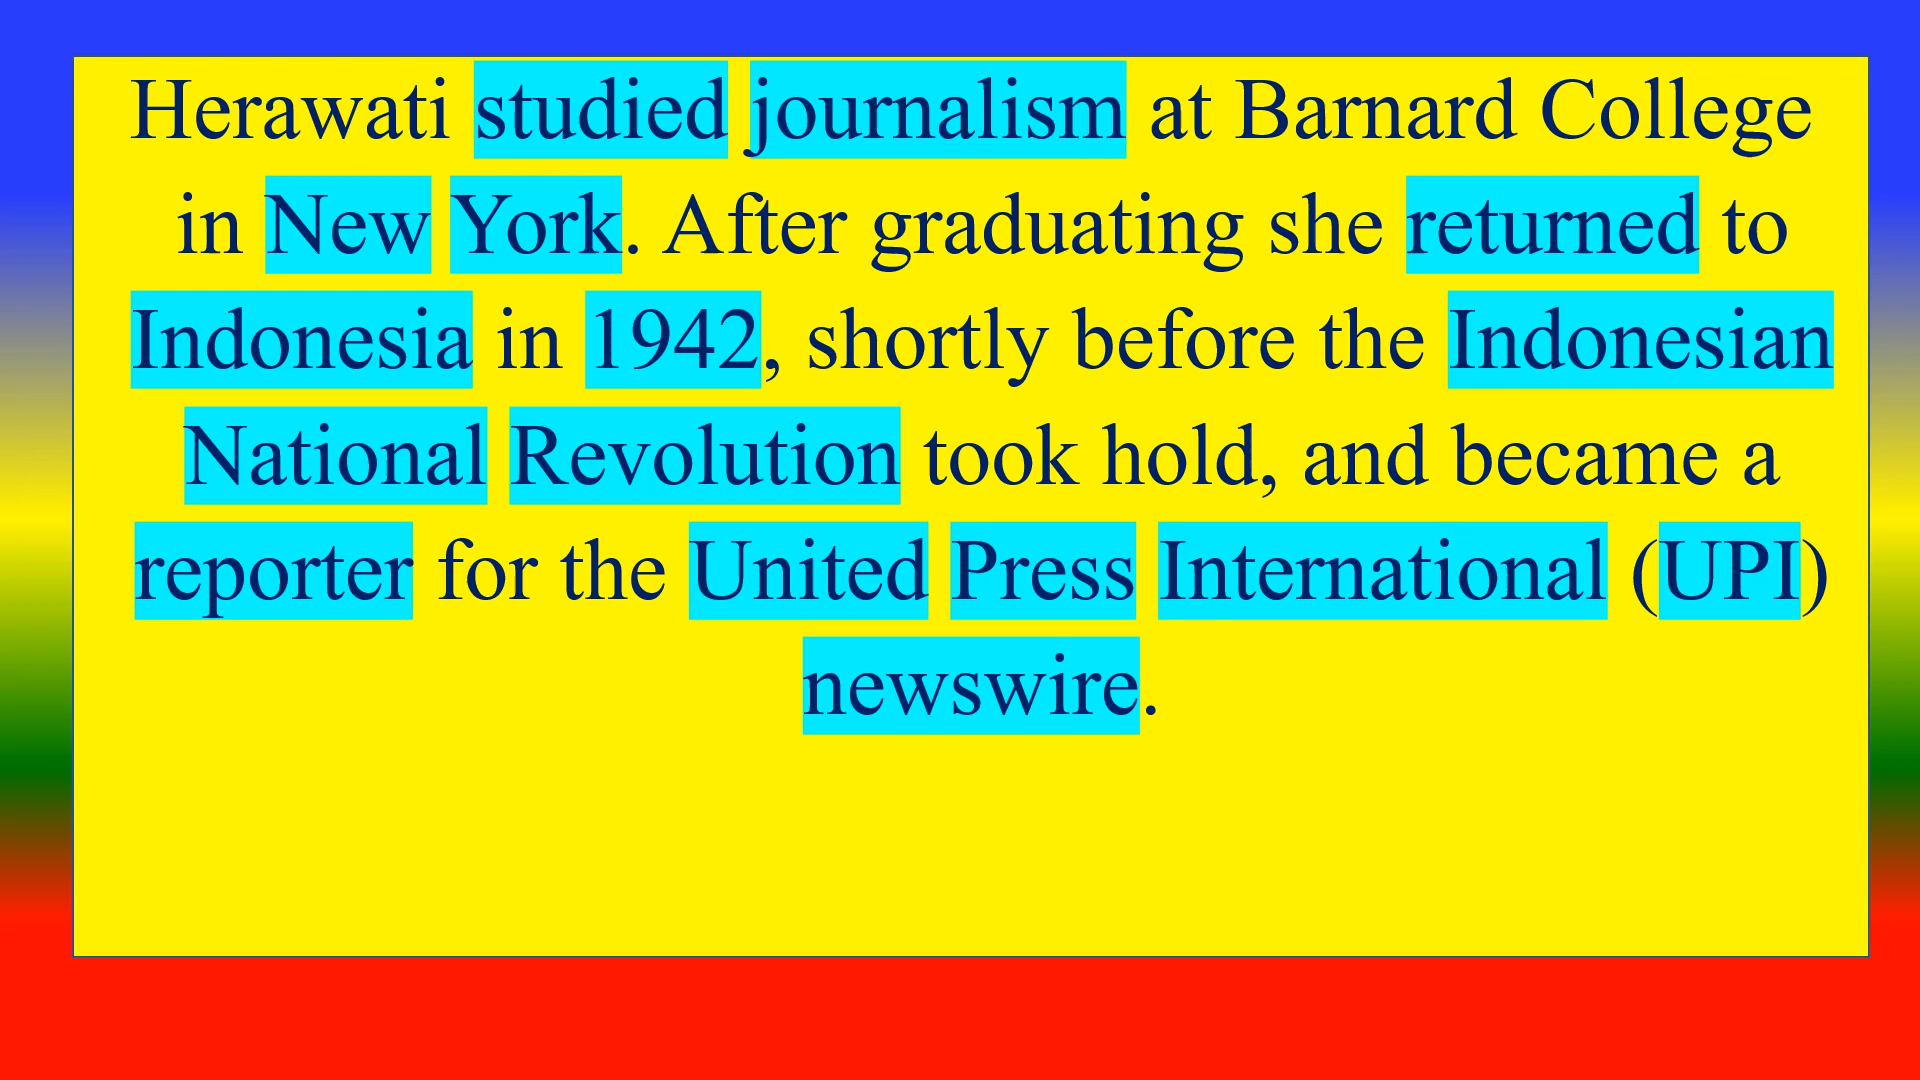 Herawati studied journalism at Barnard College
in New York. After graduating she returned to
Indonesia in 1942, shortly before the Indonesian
National Revolution took hold, and became a
reporter for the United Press International (UPI)
newswire.